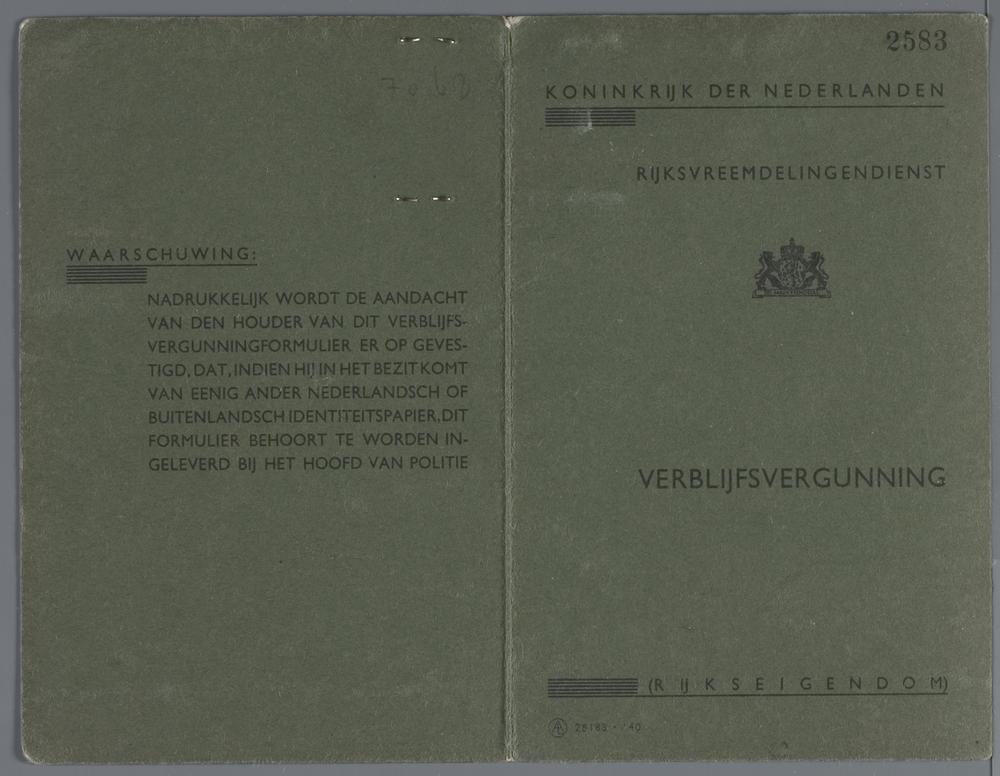 WAARSCHUWING:
NADRUKKELIJK WORDT DE AANDACHT
VAN DEN HOUDER VAN DIT VERBLIJFS-
VERGUNNINGFORMULIER ER OP GEVES-
TIGD, DAT, INDIEN HIJ IN HET BEZIT KOMT
VAN EENIG ANDER NEDERLANDSCH OF
BUITENLANDSCH IDENTITEITSPAPIER, DIT
FORMULIER BEHOORT TE WORDEN IN-
GELEVERD BIJ HET HOOFD VAN POLITIE
2583
KONINKRIJK DER NEDERLANDEN
RIJKSVREEMDELINGENDIENST
VERBLIJFSVERGUNNING
(RIJKSEIGENDOM)